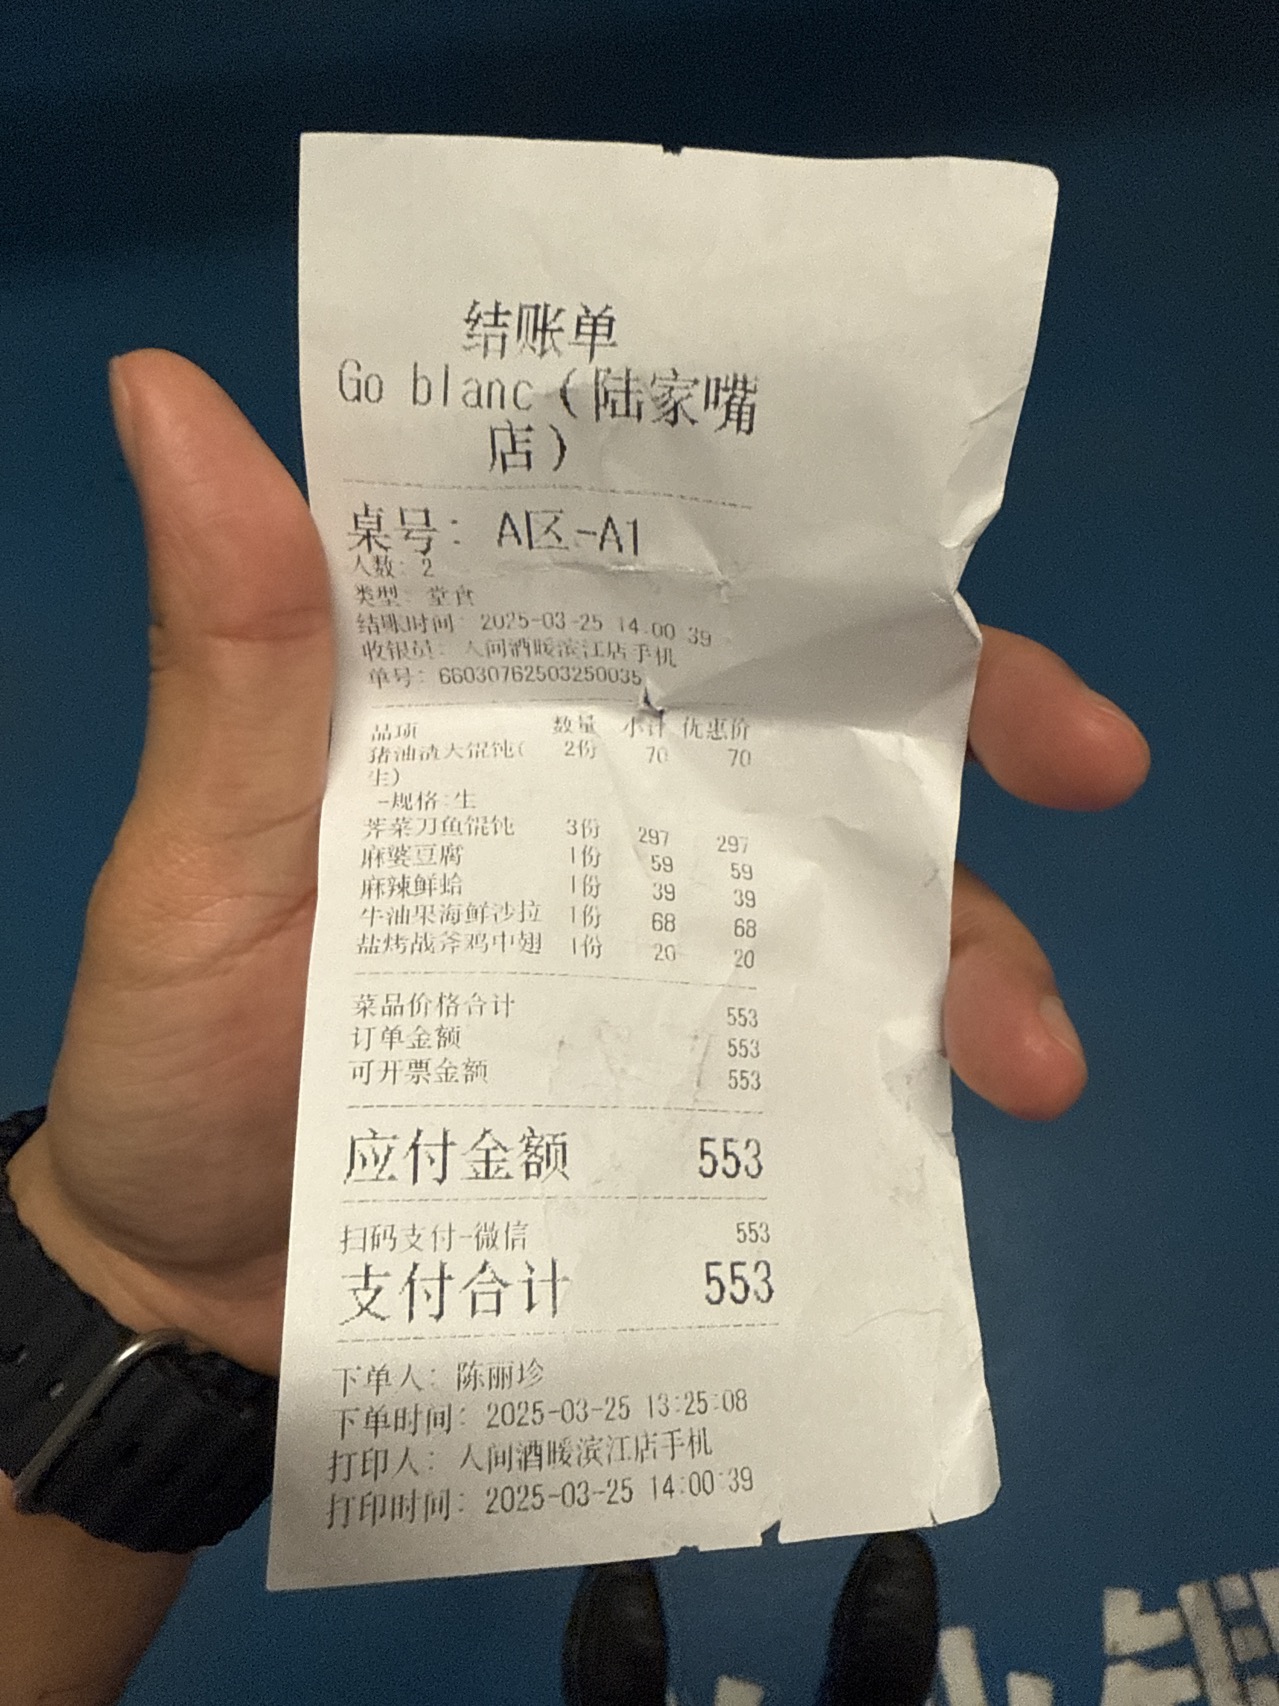 结账单
Go blanc(陆家嘴
店)
桌号: A区-A1
人数: 2
类型: 堂食
结账时间: 2025-03-25 14:00:39
收银员: 人间酒暖滨江店手机
单号: 66030762503250035
品项 数量 小计 优惠价
猪油渣大馄饨( 2份 70 70
生)
-规格:生
荠菜刀鱼馄饨 3份 297 297
麻婆豆腐 1份 59 59
麻辣鲜蛤 1份 39 39
牛油果海鲜沙拉 1份 68 68
盐烤战斧鸡中翅 1份 20 20
菜品价格合计 553
订单金额 553
可开票金额 553
应付金额 553
扫码支付-微信 553
支付合计 553
下单人: 陈丽珍
下单时间: 2025-03-25 13:25:08
打印人: 人间酒暖滨江店手机
打印时间: 2025-03-25 14:00:39